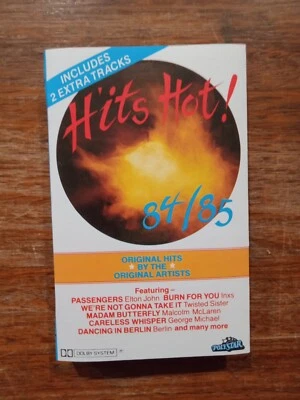 INCLUDES
2 EXTRA TRACKS
H'its Hot!
84/85
ORIGINAL HITS
BY THE
ORIGINAL ARTISTS
Featuring–
PASSENGERS Elton John. BURN FOR YOU Inxs
WE'RE NOT GONNA TAKE IT Twisted Sister
MADAM BUTTERFLY Malcolm McLaren
CARELESS WHISPER George Michael
DANCING IN BERLIN Berlin and many more
DOLBY SYSTEM
POLYSTAR